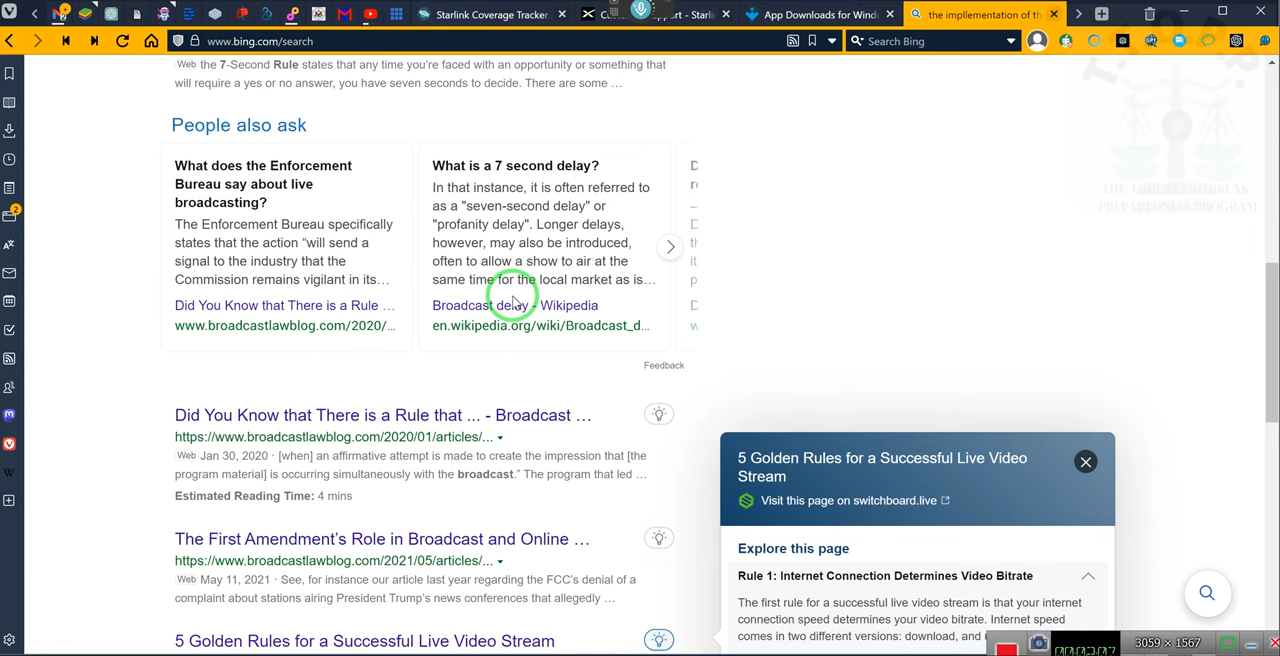 Starlink Coverage Tracker
App Downloads for Wind
the impllementation of th
www.bing.com/search
Search Bing
Web the 7-Second Rule states that any time you're faced with an opportunity or something that
will require a yes or no answer, you have seven seconds to decide. There are some …
People also ask
What does the Enforcement
Bureau say about live
broadcasting?
The Enforcement Bureau specifically
states that the action “will send a
signal to the industry that the
Commission remains vigilant in its…
Did You Know that There is a Rule …
www.broadcastlawblog.com/2020/…
What is a 7 second delay?
In that instance, it is often referred to
as a "seven-second delay" or
"profanity delay". Longer delays,
however, may also be introduced,
often to allow a show to air at the
same time for the local market as is…
Broadcast delay - Wikipedia
en.wikipedia.org/wiki/Broadcast_d…
Feedback
Did You Know that There is a Rule that ... - Broadcast …
https://www.broadcastlawblog.com/2020/01/articles/...
Web Jan 30, 2020 · [when] an affirmative attempt is made to create the impression that [the
program material] is occurring simultaneously with the broadcast.” The program that led …
Estimated Reading Time: 4 mins
The First Amendment’s Role in Broadcast and Online …
https://www.broadcastlawblog.com/2021/05/articles/...
Web May 11, 2021 · See, for instance our article last year regarding the FCC’s denial of a
complaint about stations airing President Trump’s news conferences that allegedly …
5 Golden Rules for a Successful Live Video Stream
5 Golden Rules for a Successful Live Video
Stream
Visit this page on switchboard.live
Explore this page
Rule 1: Internet Connection Determines Video Bitrate
The first rule for a successful live video stream is that your internet
connection speed determines your video bitrate. Internet speed
comes in two different versions: download, and
3059 x 1567
THE THREAT OUTBREAK
PREPAREDNESS PROGRAM